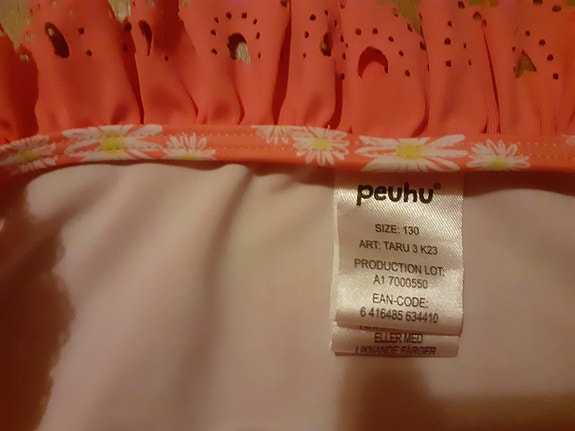 peuhu®
SIZE: 130
ART: TARU 3 K23
PRODUCTION LOT:
A1 7000550
EAN-CODE:
6 416485 634410
ELLER MED
LIKNANDE FÄRGER